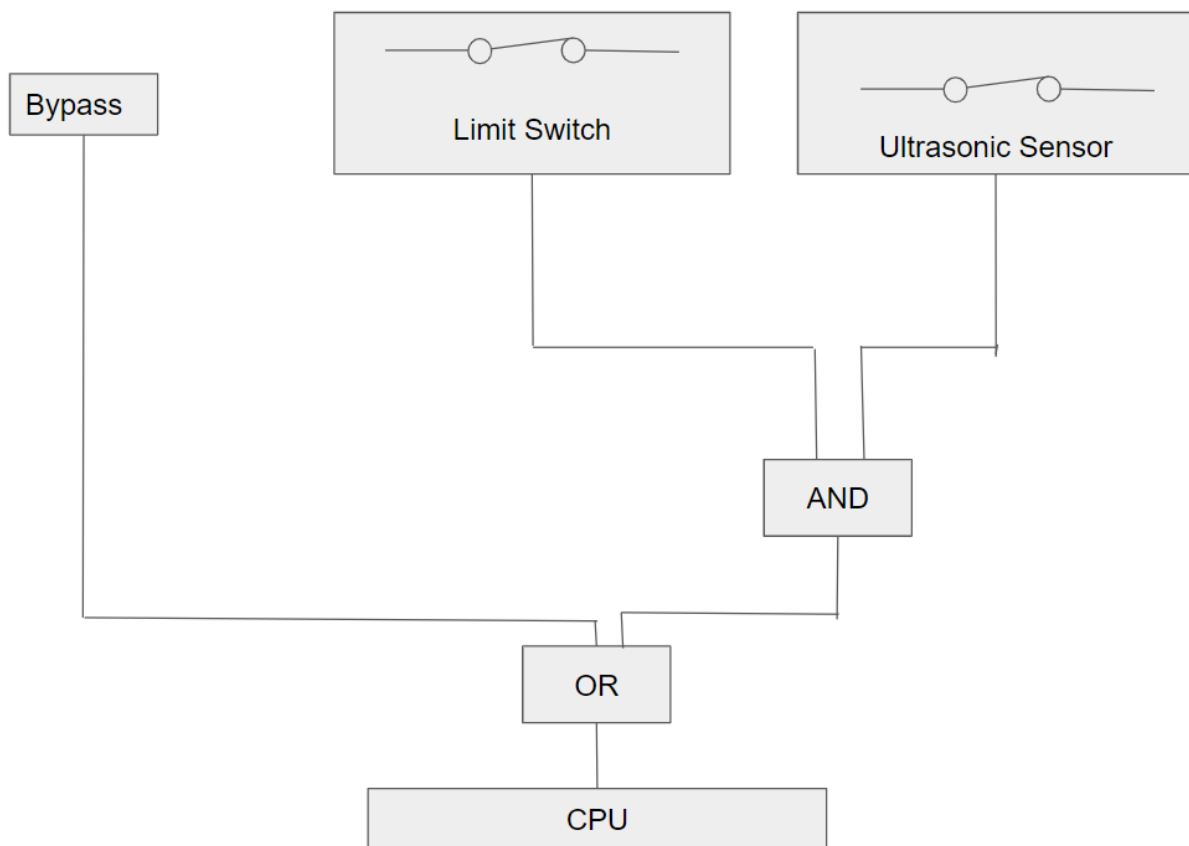 Bypass
Limit Switch
Ultrasonic Sensor
AND
OR
CPU